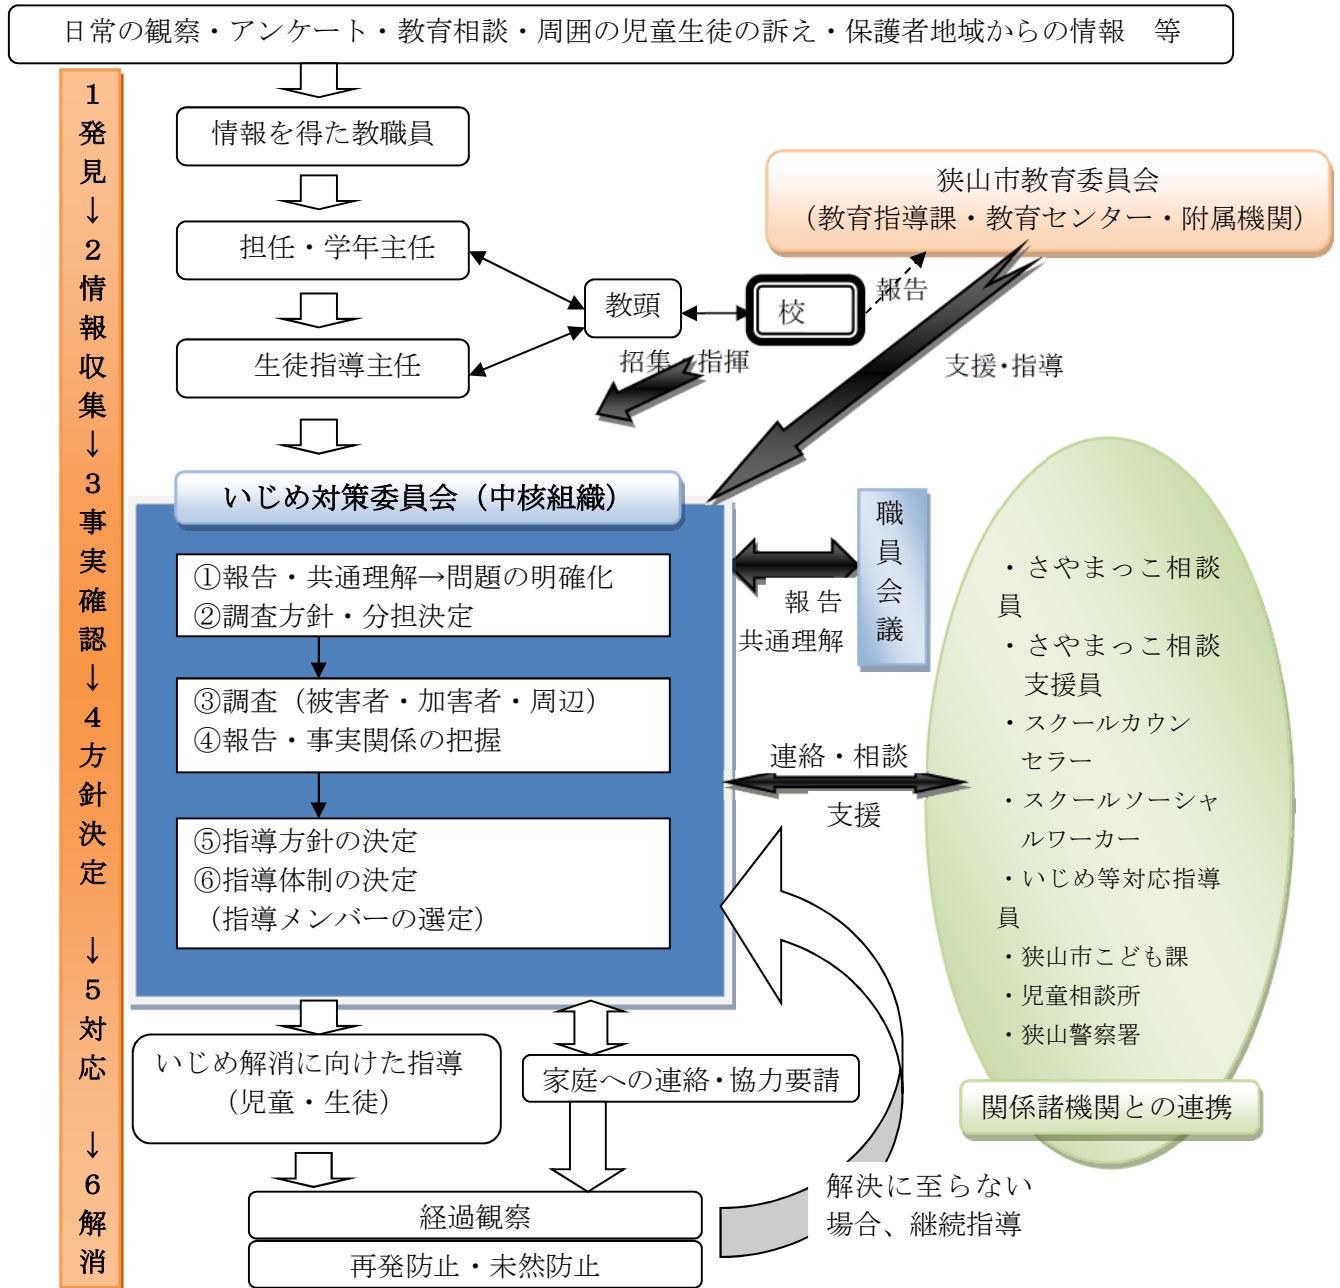 日常の観察・アンケート・教育相談・周囲の児童生徒の訴え・保護者地域からの情報　等
1発見↓2情報収集↓3事実確認↓4方針決定　↓5対応　↓6解消
情報を得た教職員
担任・学年主任
生徒指導主任
教頭
校
報告
狭山市教育委員会
（教育指導課・教育センター・附属機関）
招集・指揮
支援・指導
いじめ対策委員会（中核組織）
①報告・共通理解→問題の明確化
②調査方針・分担決定
③調査（被害者・加害者・周辺）
④報告・事実関係の把握
⑤指導方針の決定
⑥指導体制の決定
（指導メンバーの選定）
職員会議
報 告
共通理解
連絡・相談
支援
・さやまっこ相談
員
・さやまっこ相談
支援員
・スクールカウン
セラー
・スクールソーシャ
ルワーカー
・いじめ等対応指導
員
・狭山市こども課
・児童相談所
・狭山警察署
関係諸機関との連携
いじめ解消に向けた指導
（児童・生徒）
家庭への連絡・協力要請
経過観察
再発防止・未然防止
解決に至らない
場合、継続指導